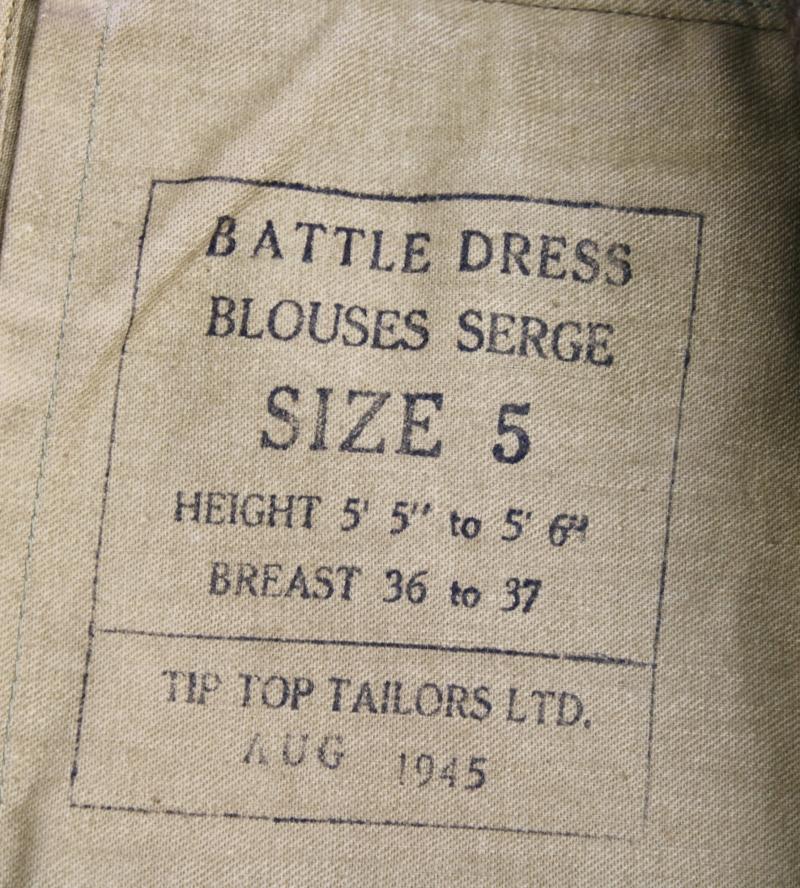 BATTLE DRESS
BLOUSES SERGE
SIZE 5
HEIGHT 5' 5" to 5' 6"
BREAST 36 to 37
TIP TOP TAILORS LTD.
AUG 1945